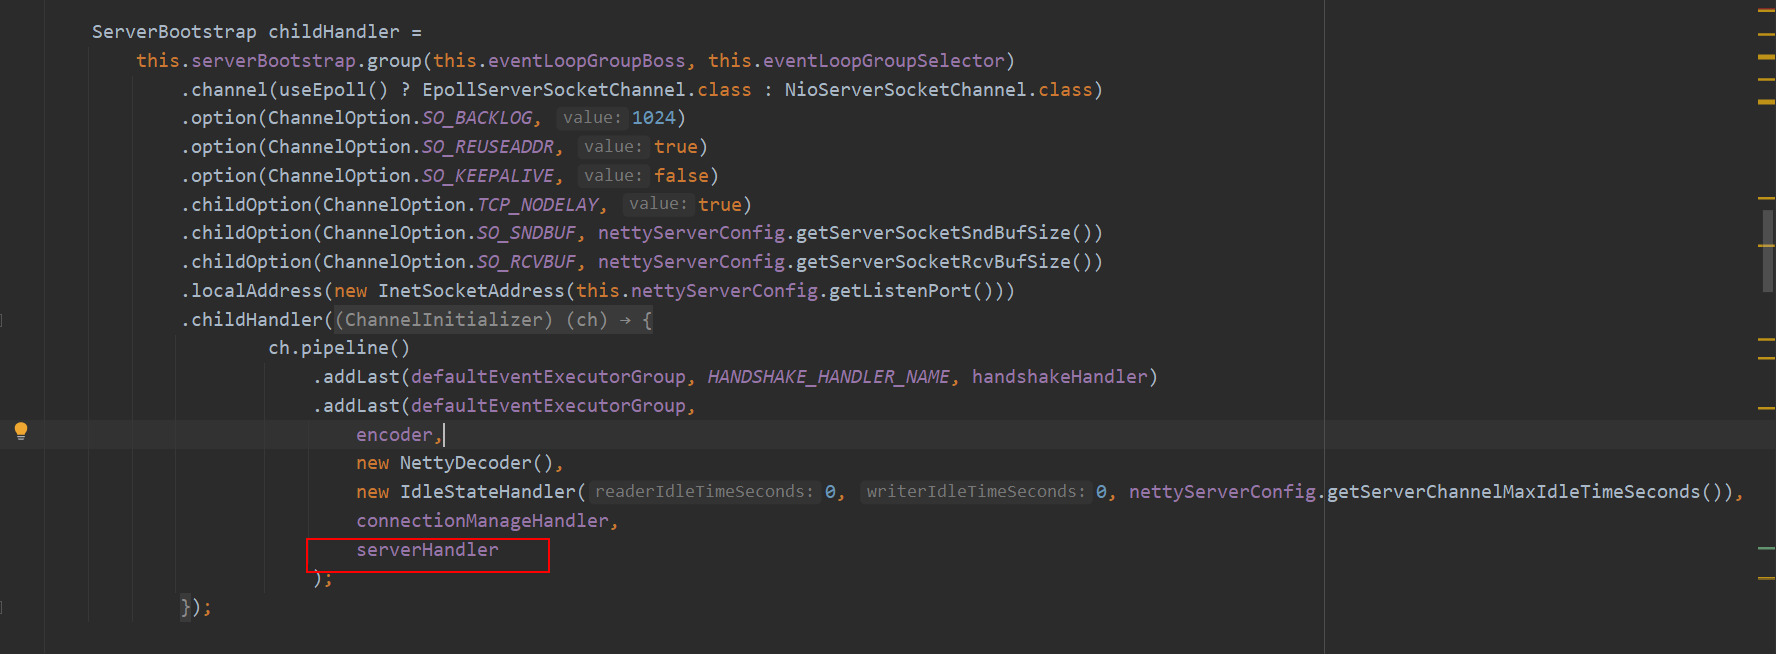 ServerBootstrap childHandler =
this.serverBootstrap.group(this.eventLoopGroupBoss, this.eventLoopGroupSelector)
.channel(useEpoll() ? EpollServerSocketChannel.class : NioServerSocketChannel.class)
.option(ChannelOption.SO_BACKLOG, value: 1024)
.option(ChannelOption.SO_REUSEADDR, value: true)
.option(ChannelOption.SO_KEEPALIVE, value: false)
.childOption(ChannelOption.TCP_NODELAY, value: true)
.childOption(ChannelOption.SO_SNDBUF, nettyServerConfig.getServerSocketSndBufSize())
.childOption(ChannelOption.SO_RCVBUF, nettyServerConfig.getServerSocketRcvBufSize())
.localAddress(new InetSocketAddress(this.nettyServerConfig.getListenPort()))
.childHandler((ChannelInitializer) (ch) → {
ch.pipeline()
.addLast(defaultEventExecutorGroup, HANDSHAKE_HANDLER_NAME, handshakeHandler)
.addLast(defaultEventExecutorGroup,
encoder,
new NettyDecoder(),
new IdleStateHandler( readerIdleTimeSeconds: 0, writerIdleTimeSeconds: 0, nettyServerConfig.getServerChannelMaxIdleTimeSeconds()),
connectionManageHandler,
serverHandler
);
});